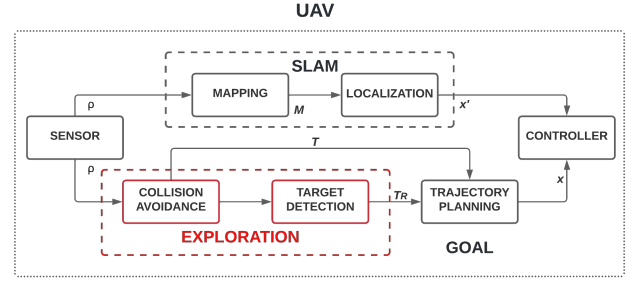 UAV
SLAM
MAPPING
LOCALIZATION
ρ
M
x'
SENSOR
CONTROLLER
T
ρ
x
COLLISION
AVOIDANCE
TARGET
DETECTION
TR
TRAJECTORY
PLANNING
EXPLORATION
GOAL